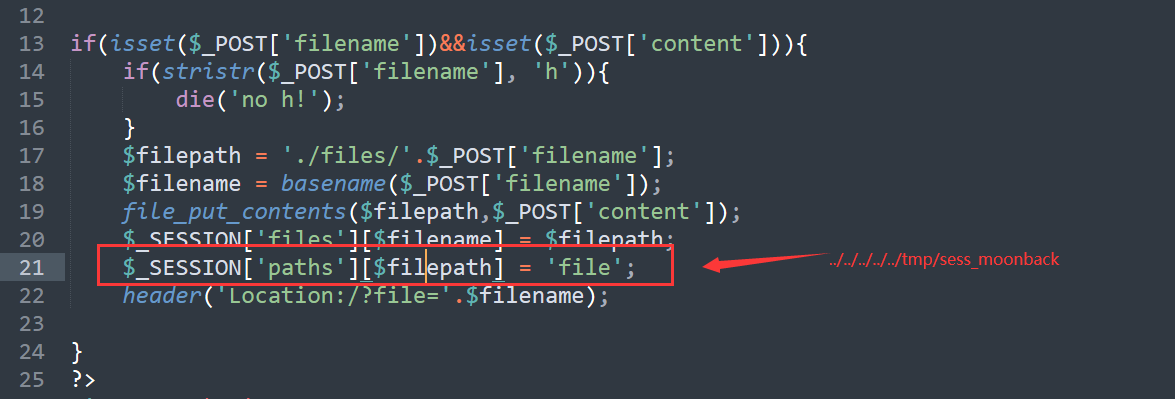 12
13 if(isset($_POST['filename'])&&isset($_POST['content'])){
14 if(stristr($_POST['filename'], 'h')){
15 die('no h!');
16 }
17 $filepath = './files/'.$_POST['filename'];
18 $filename = basename($_POST['filename']);
19 file_put_contents($filepath,$_POST['content']);
20 $_SESSION['files'][$filename] = $filepath;
21 $_SESSION['paths'][$filepath] = 'file';
../../../../../tmp/sess_moonback
22 header('Location:/?file='.$filename);
23
24 }
25 ?>